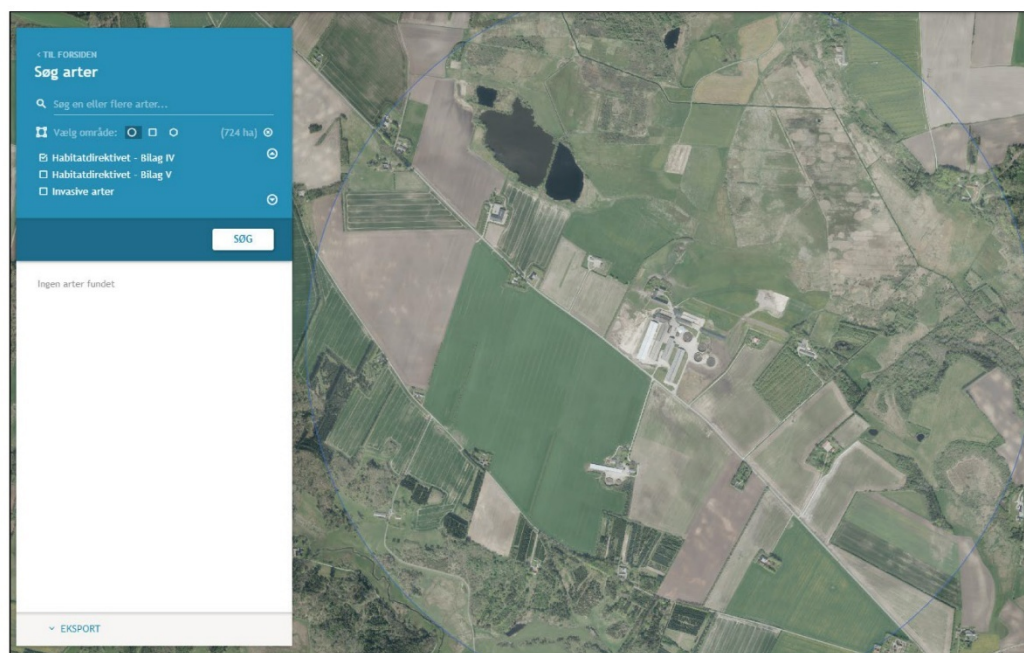 ‹ TIL FORSIDEN
Søg arter
Søg en eller flere arter...
Vælg område: (724 ha)
Habitatdirektivet - Bilag IV
Habitatdirektivet - Bilag V
Invasive arter
SØG
Ingen arter fundet
EKSPORT